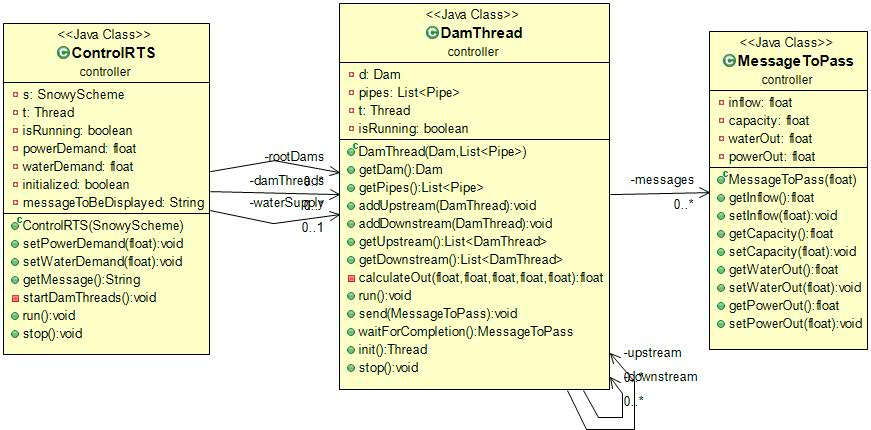 <<Java Class>>
ControlRTS
controller
s: SnowyScheme
t: Thread
isRunning: boolean
powerDemand: float
waterDemand: float
initialized: boolean
messageToBeDisplayed: String
ControlRTS(SnowyScheme)
setPowerDemand(float):void
setWaterDemand(float):void
getMessage():String
startDamThreads():void
run():void
stop():void
-rootDams
-damThreads
0..*
-waterSupply
0..1
<<Java Class>>
DamThread
controller
d: Dam
pipes: List<Pipe>
t: Thread
isRunning: boolean
DamThread(Dam,List<Pipe>)
getDam():Dam
getPipes():List<Pipe>
addUpstream(DamThread):void
addDownstream(DamThread):void
getUpstream():List<DamThread>
getDownstream():List<DamThread>
calculateOut(float,float,float,float,float):float
run():void
send(MessageToPass):void
waitForCompletion():MessageToPass
init():Thread
stop():void
-messages
0..*
-upstream
0..*
-downstream
0..*
<<Java Class>>
MessageToPass
controller
inflow: float
capacity: float
waterOut: float
powerOut: float
MessageToPass(float)
getInflow():float
setInflow(float):void
getCapacity():float
setCapacity(float):void
getWaterOut():float
setWaterOut(float):void
getPowerOut():float
setPowerOut(float):void